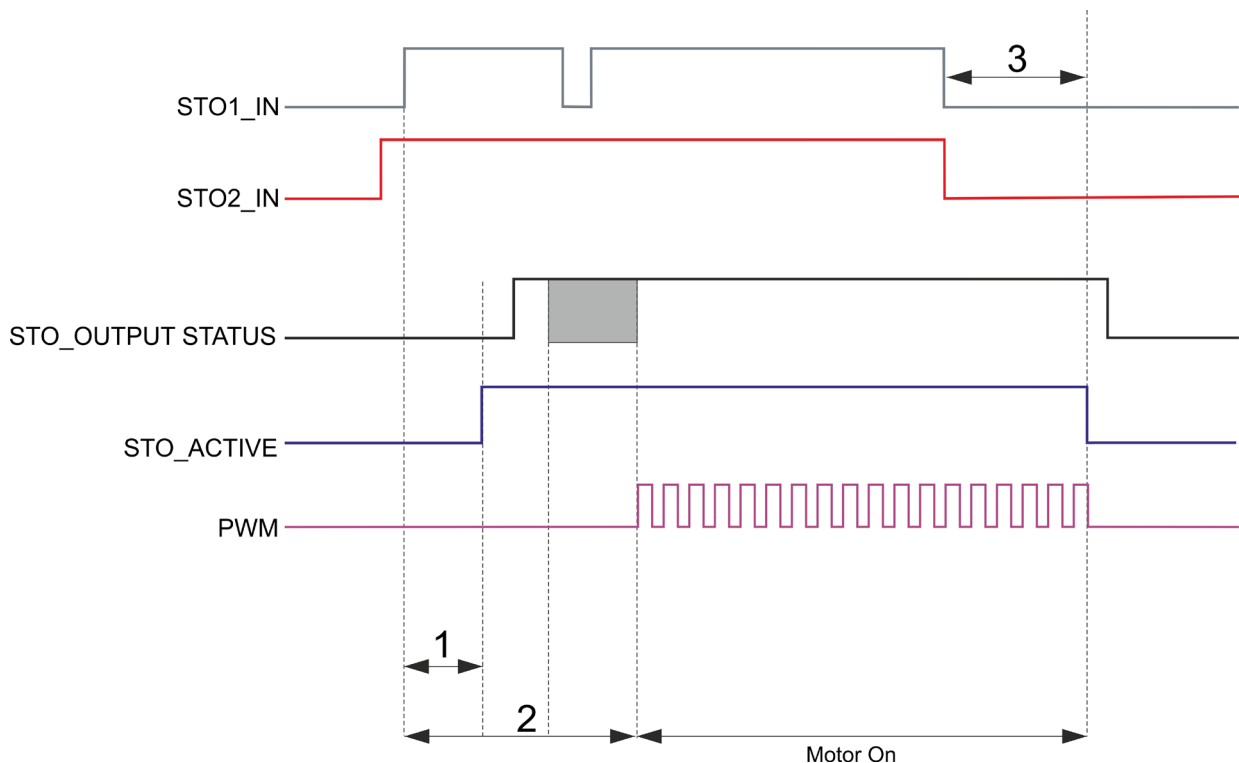 3
STO1_IN
STO2_IN
STO_OUTPUT STATUS
STO_ACTIVE
PWM
1
2
Motor On